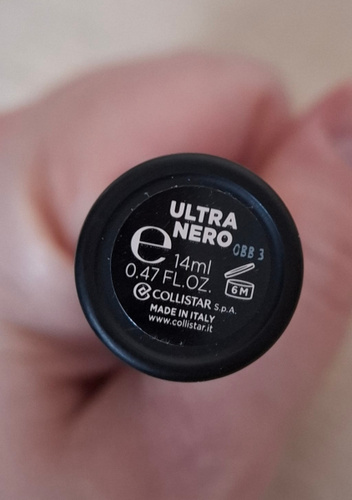 ULTRA
NERO
OBB 3
e 14ml
0.47 FL.OZ.
6M
COLLISTAR S.p.A.
MADE IN ITALY
www.collistar.it